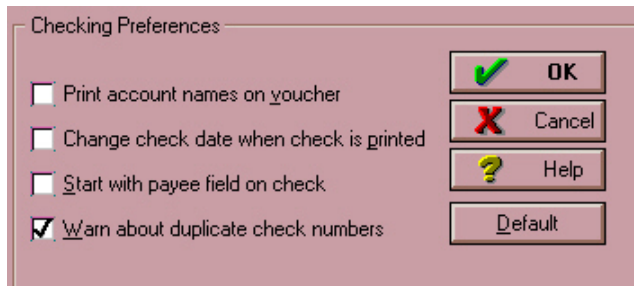 Checking Preferences
Print account names on voucher
Change check date when check is printed
Start with payee field on check
Warn about duplicate check numbers
OK
Cancel
Help
Default